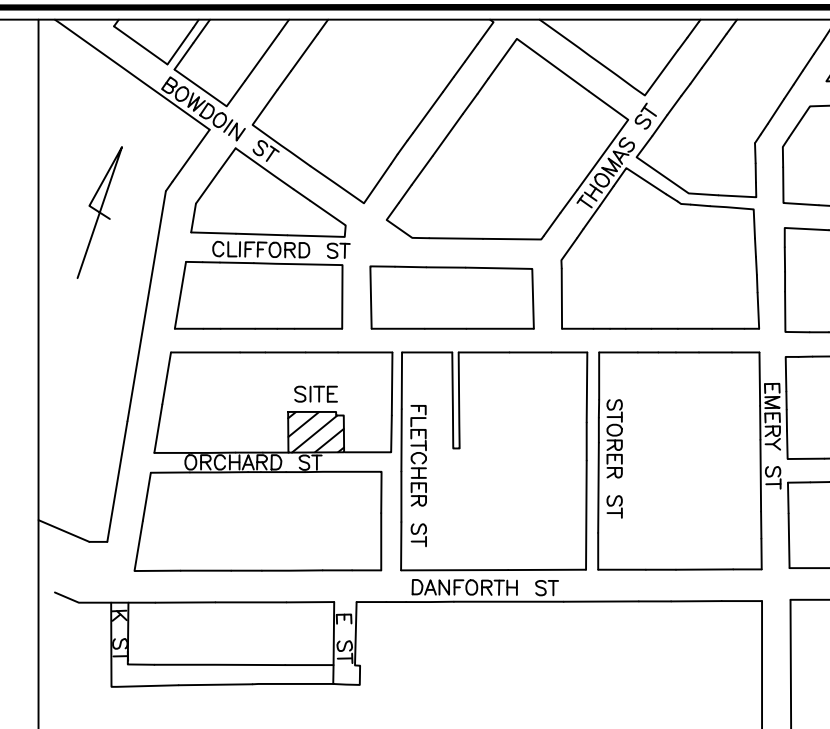 BOWDOIN ST
THOMAS ST
CLIFFORD ST
SITE
ORCHARD ST
FLETCHER ST
STORER ST
EMERY ST
DANFORTH ST
K ST
E ST